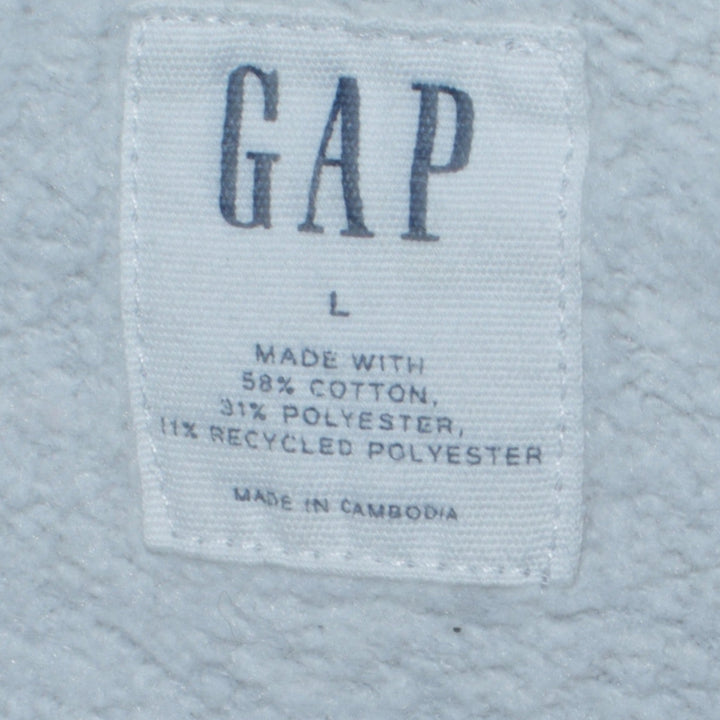 GAP
L
MADE WITH
58% COTTON,
31% POLYESTER,
11% RECYCLED POLYESTER
MADE IN CAMBODIA